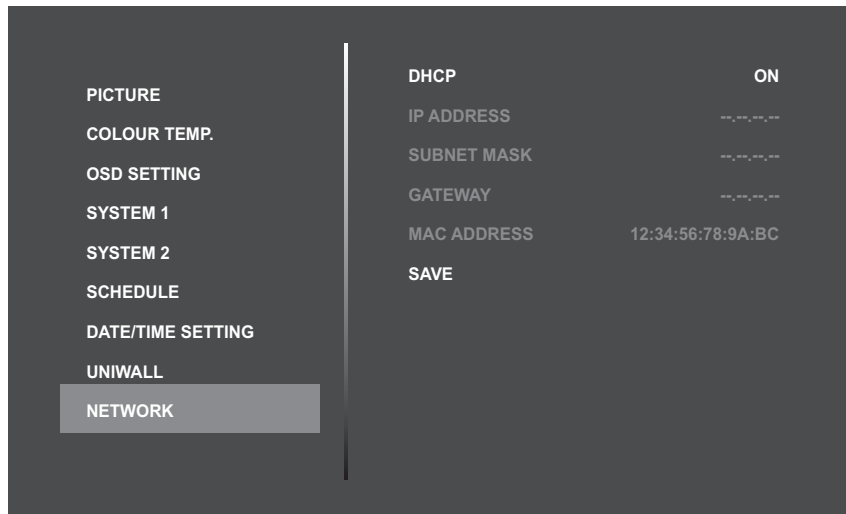 PICTURE
COLOUR TEMP.
OSD SETTING
SYSTEM 1
SYSTEM 2
SCHEDULE
DATE/TIME SETTING
UNIWALL
NETWORK
DHCP ON
IP ADDRESS --.--.--.--
SUBNET MASK --.--.--.--
GATEWAY --.--.--.--
MAC ADDRESS 12:34:56:78:9A:BC
SAVE